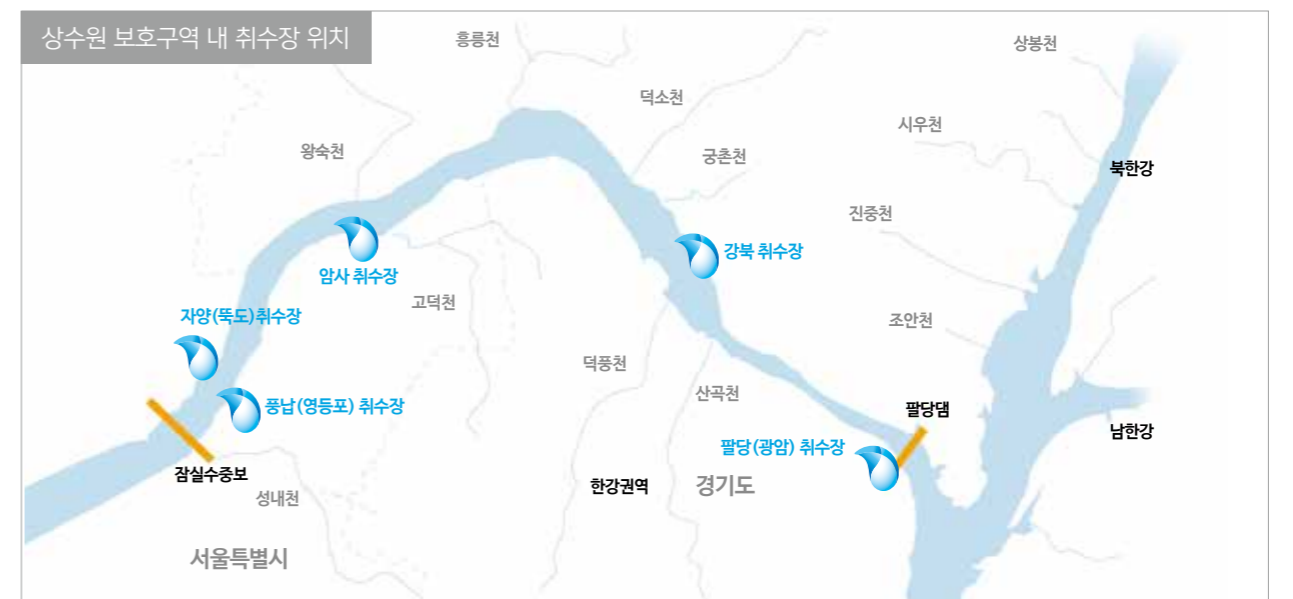 상수원 보호구역 내 취수장 위치
흥릉천
상봉천
덕소천
시우천
왕숙천
궁촌천
북한강
진중천
강북 취수장
암사 취수장
고덕천
자양(뚝도)취수장
조안천
덕풍천
산곡천
풍납(영등포) 취수장
팔당댐
남한강
팔당(광암) 취수장
잠실수중보
한강권역
경기도
성내천
서울특별시